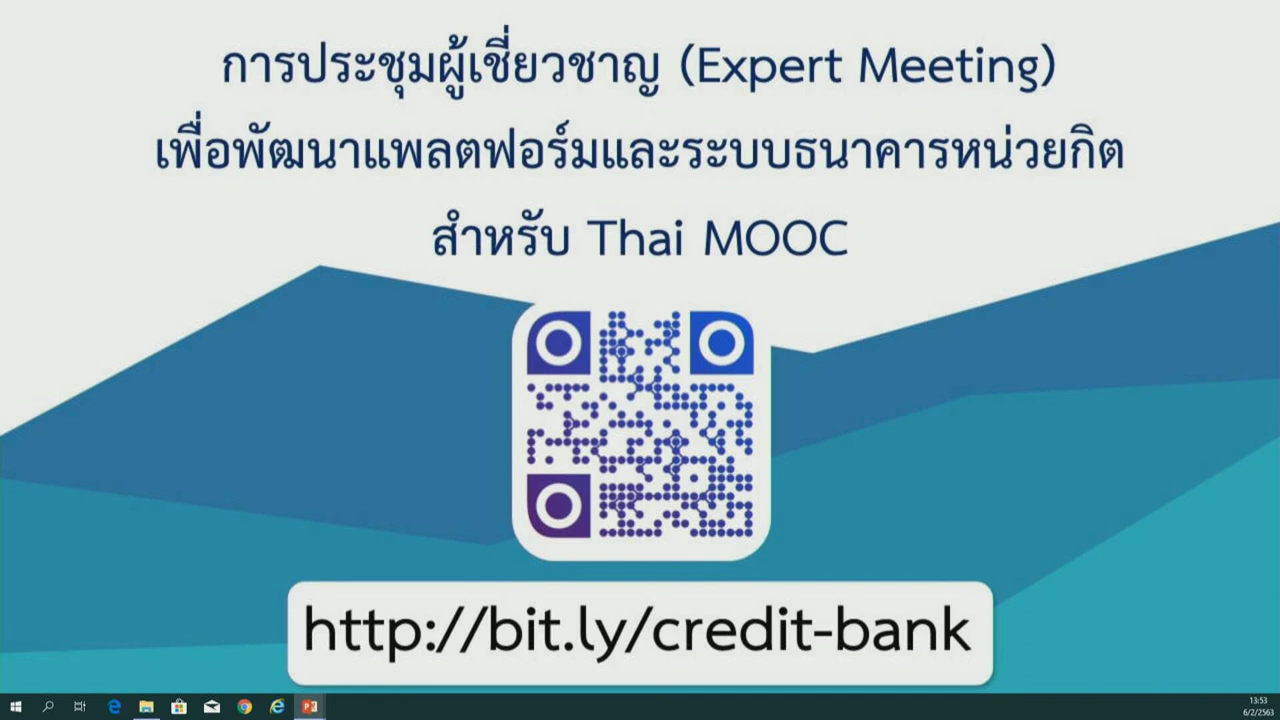 การประชุมผู้เชี่ยวชาญ (Expert Meeting)
เพื่อพัฒนาแพลตฟอร์มและระบบธนาคารหน่วยกิต
สำหรับ Thai MOOC
http://bit.ly/credit-bank
13:53
6/2/2563